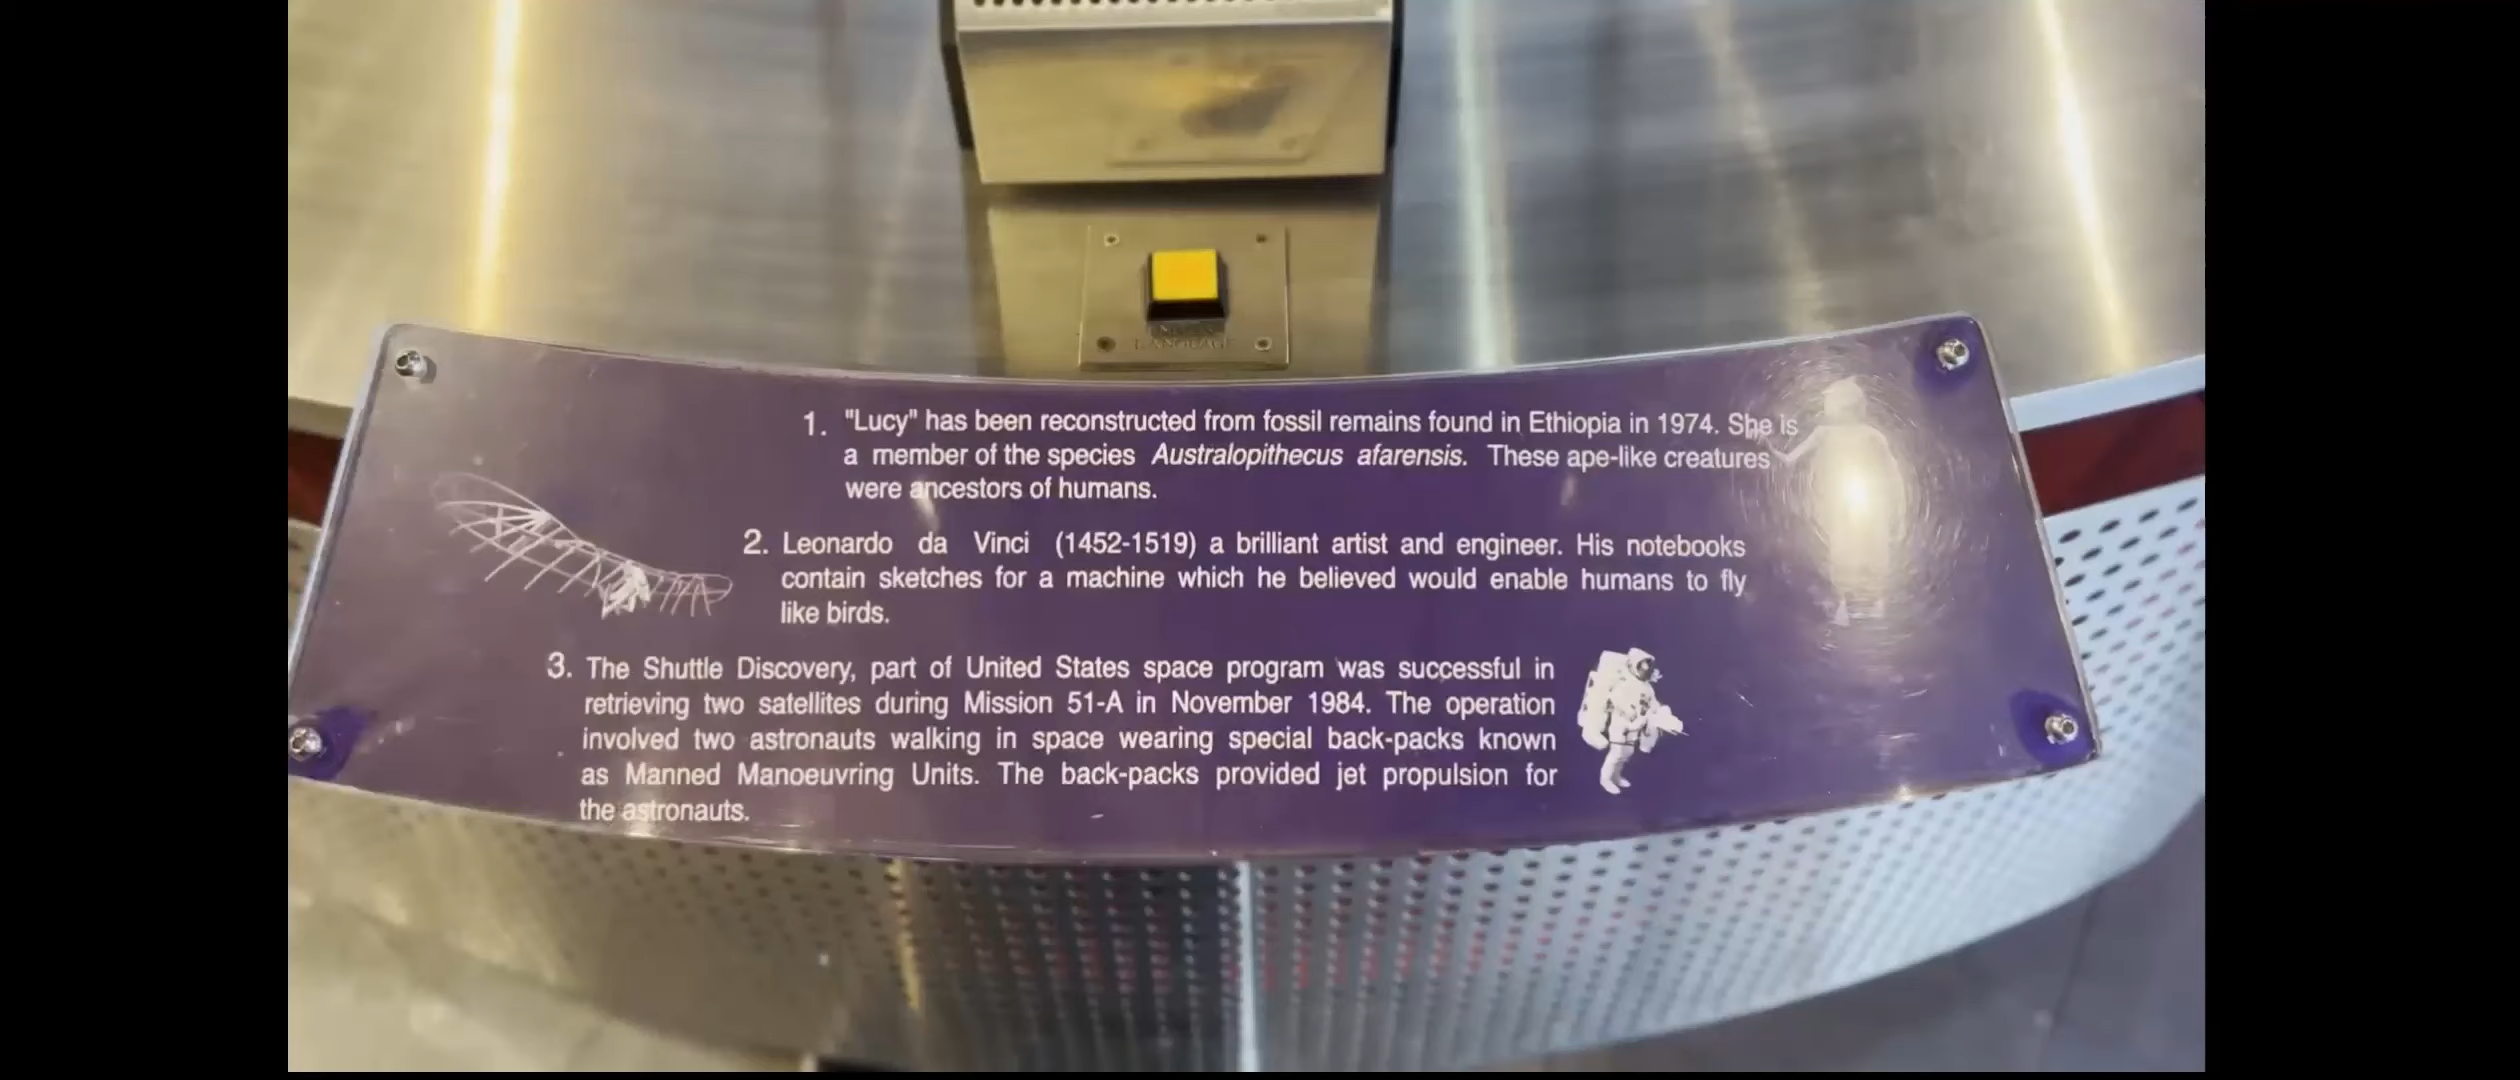 LANGUAGE
1. "Lucy" has been reconstructed from fossil remains found in Ethiopia in 1974. She is
a member of the species Australopithecus afarensis. These ape-like creatures
were ancestors of humans.
2. Leonardo da Vinci (1452-1519) a brilliant artist and engineer. His notebooks
contain sketches for a machine which he believed would enable humans to fly
like birds.
3. The Shuttle Discovery, part of United States space program was successful in
retrieving two satellites during Mission 51-A in November 1984. The operation
involved two astronauts walking in space wearing special back-packs known
as Manned Manoeuvring Units. The back-packs provided jet propulsion for
the astronauts.